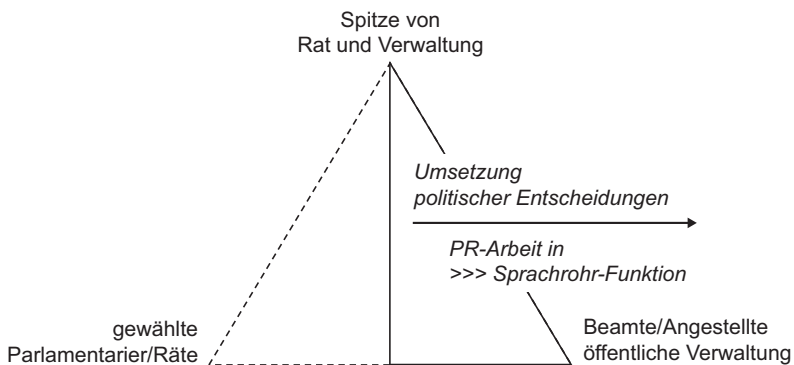 Spitze von
Rat und Verwaltung
Umsetzung
politischer Entscheidungen
PR-Arbeit in
>>> Sprachrohr-Funktion
gewählte
Parlamentarier/Räte
Beamte/Angestellte
öffentliche Verwaltung